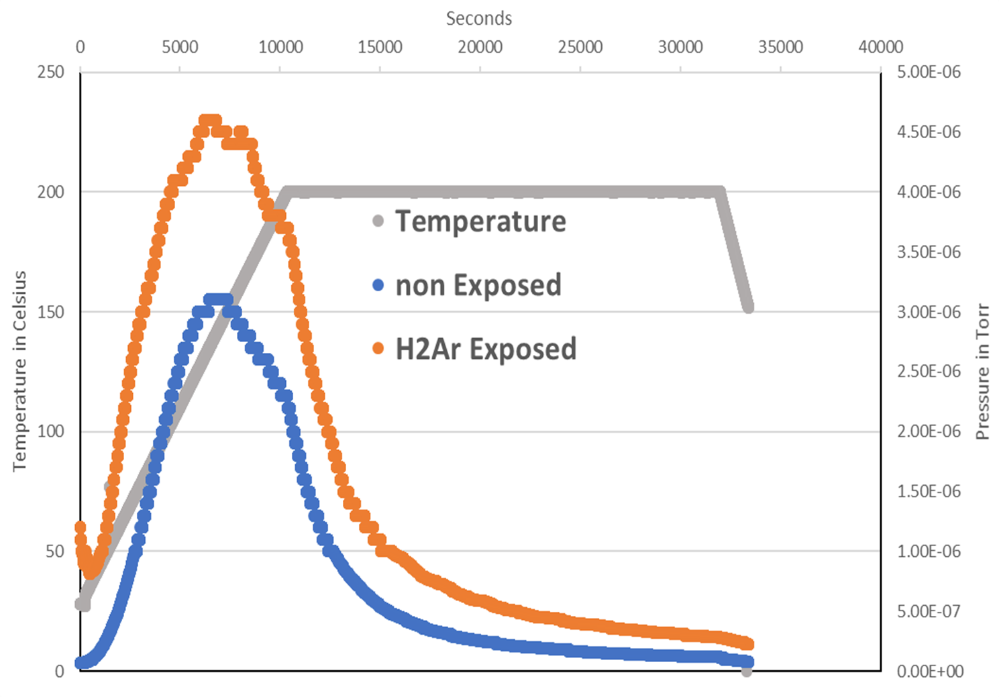 Seconds
0 5000 10000 15000 20000 25000 30000 35000 40000
250 5.00E-06
4.50E-06
200 4.00E-06
Temperature
3.50E-06
non Exposed
150 3.00E-06
H2Ar Exposed
2.50E-06
100 2.00E-06
1.50E-06
50 1.00E-06
5.00E-07
0 0.00E+00
Temperature in Celsius
Pressure in Torr